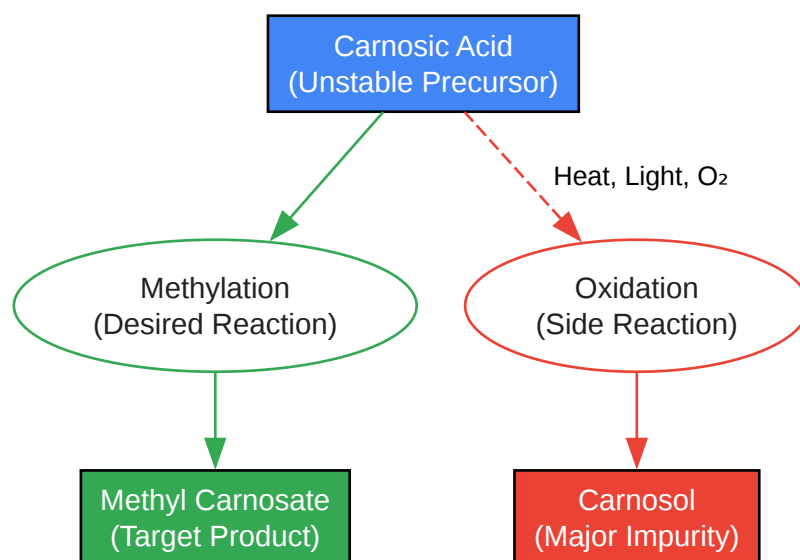 Carnosic Acid
(Unstable Precursor)
Heat, Light, O₂
Methylation
(Desired Reaction)
Oxidation
(Side Reaction)
Methyl Carnosate
(Target Product)
Carnosol
(Major Impurity)